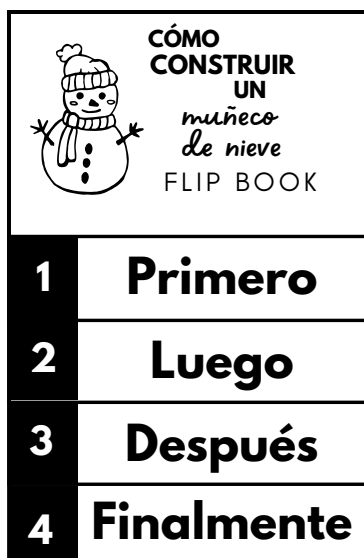 CÓMO
CONSTRUIR
UN
muñeco
de nieve
FLIP BOOK
1 Primero
2 Luego
3 Después
4 Finalmente